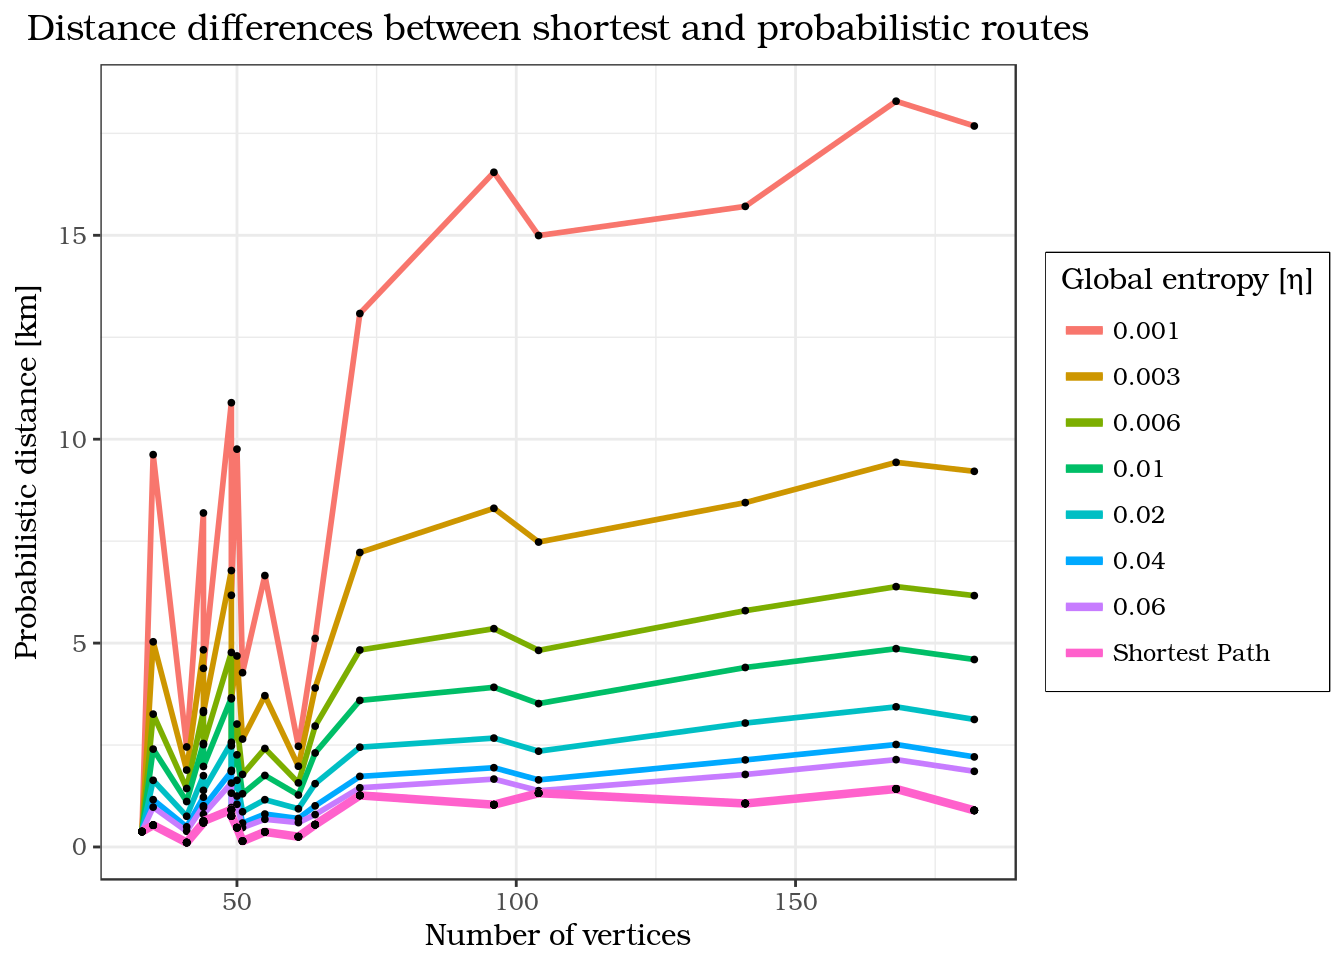 Distance differences between shortest and probabilistic routes
Probabilistic distance [km]
15
10
5
0
50
100
150
Number of vertices
Global entropy [η]
0.001
0.003
0.006
0.01
0.02
0.04
0.06
Shortest Path